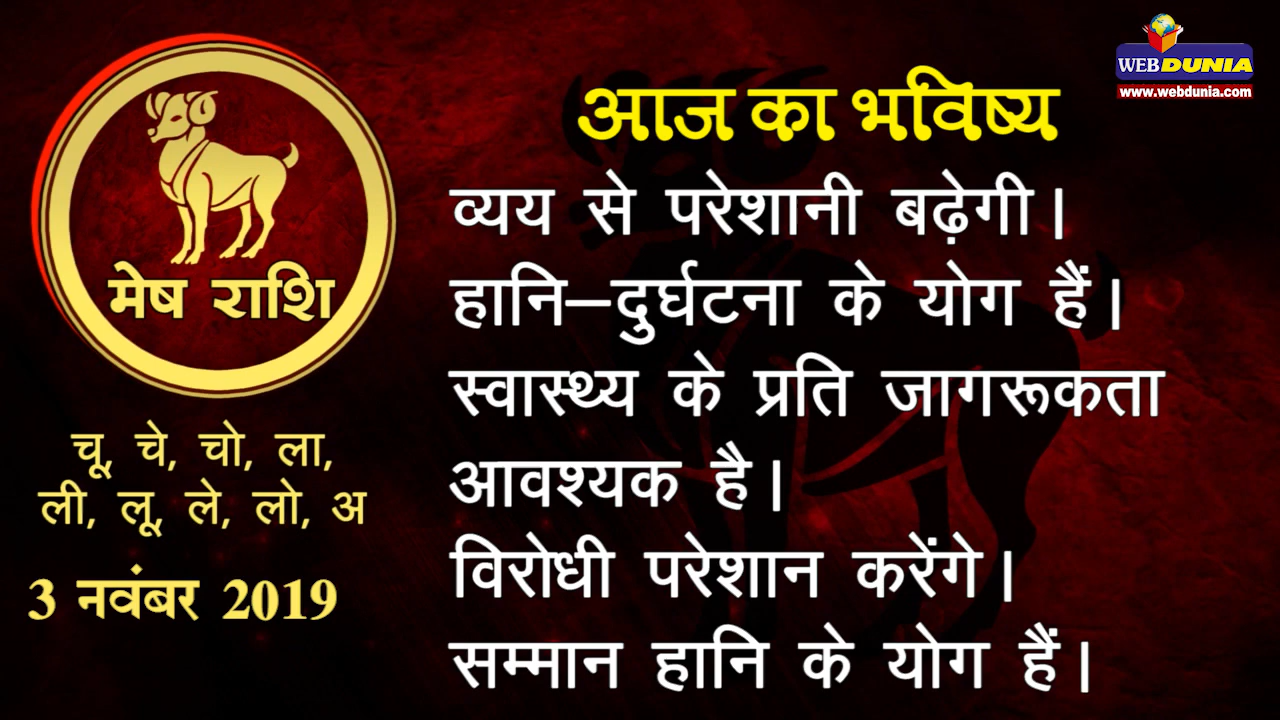 WEBDUNIA
www.webdunia.com
आज का भविष्य
मेष राशि
चू, चे, चो, ला,
ली, लू, ले, लो, अ
3 नवंबर 2019
व्यय से परेशानी बढ़ेगी।
हानि–दुर्घटना के योग हैं।
स्वास्थ्य के प्रति जागरूकता
आवश्यक है।
विरोधी परेशान करेंगे।
सम्मान हानि के योग हैं।